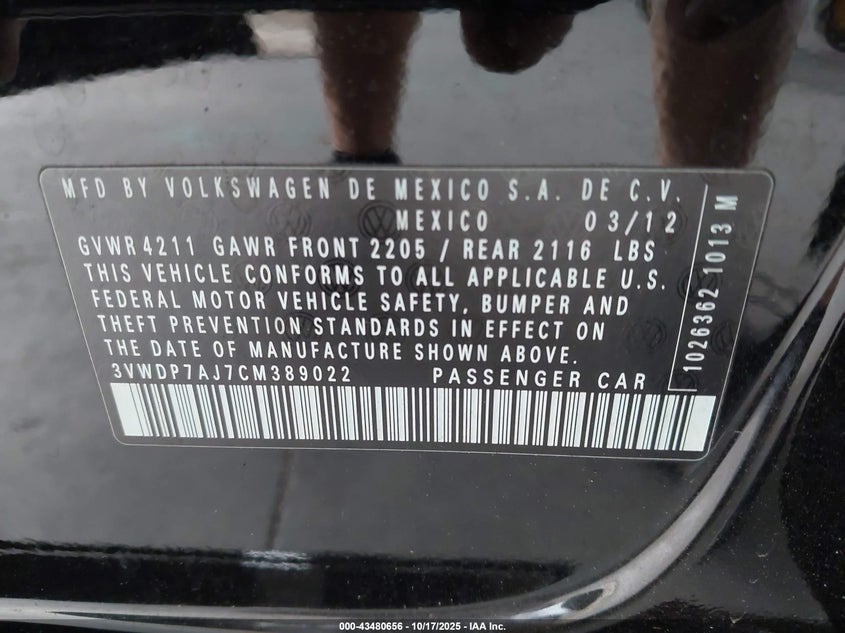 MFD BY VOLKSWAGEN DE MEXICO S.A. DE C.V.
MEXICO 03/12
GVWR 4211 GAWR FRONT 2205 / REAR 2116 LBS
THIS VEHICLE CONFORMS TO ALL APPLICABLE U.S.
FEDERAL MOTOR VEHICLE SAFETY, BUMPER AND
THEFT PREVENTION STANDARDS IN EFFECT ON
THE DATE OF MANUFACTURE SHOWN ABOVE.
3VWDP7AJ7CM389022 PASSENGER CAR
1026362 1013 M
000-43480656 - 10/17/2025 - IAA Inc.